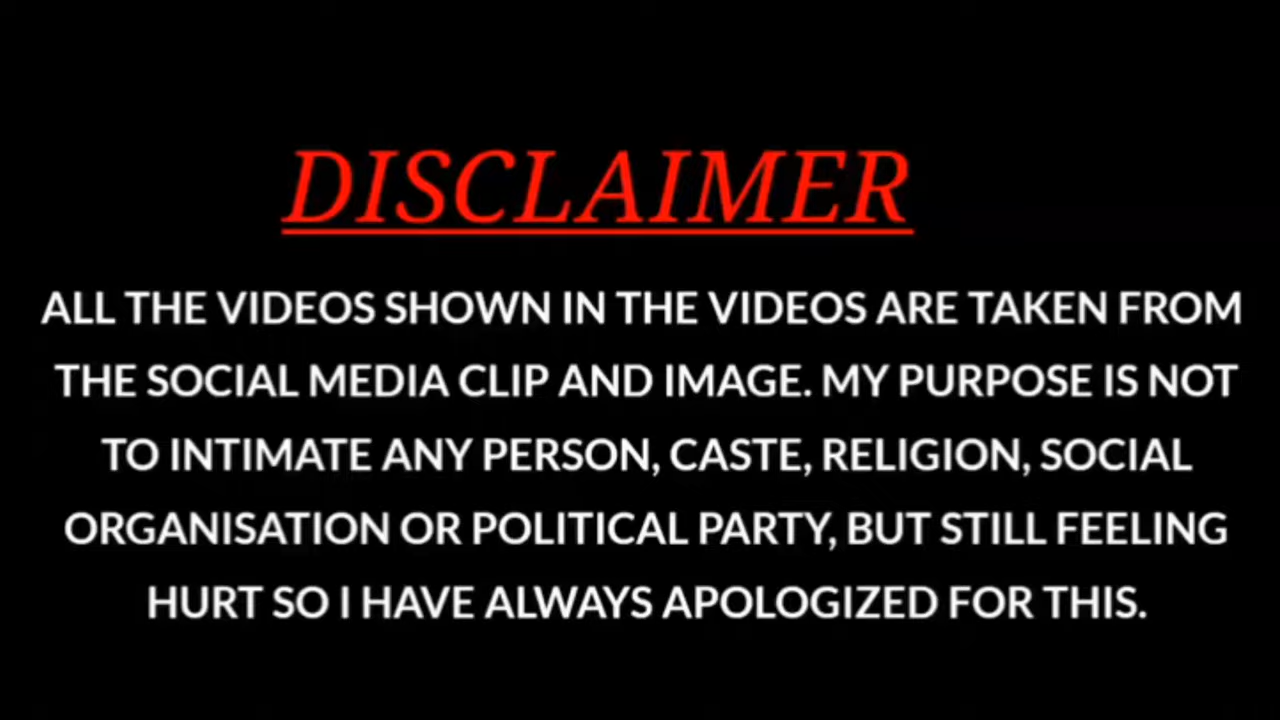 DISCLAIMER
ALL THE VIDEOS SHOWN IN THE VIDEOS ARE TAKEN FROM
THE SOCIAL MEDIA CLIP AND IMAGE. MY PURPOSE IS NOT
TO INTIMATE ANY PERSON, CASTE, RELIGION, SOCIAL
ORGANISATION OR POLITICAL PARTY, BUT STILL FEELING
HURT SO I HAVE ALWAYS APOLOGIZED FOR THIS.